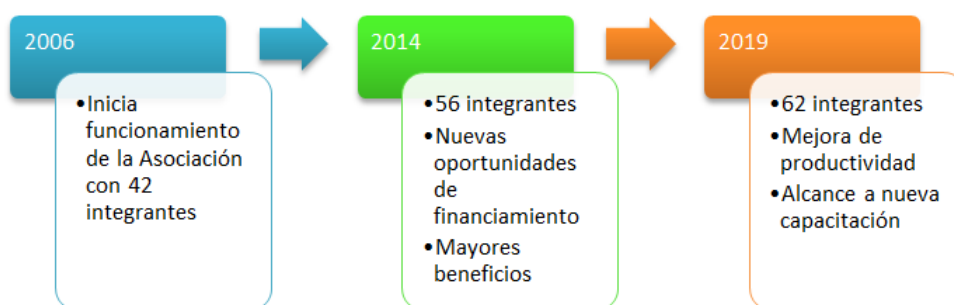 2006
•Inicia
funcionamiento
de la Asociación
con 42
integrantes
2014
•56 integrantes
•Nuevas
oportunidades
de
financiamiento
•Mayores
beneficios
2019
•62 integrantes
•Mejora de
productividad
•Alcance a nueva
capacitación